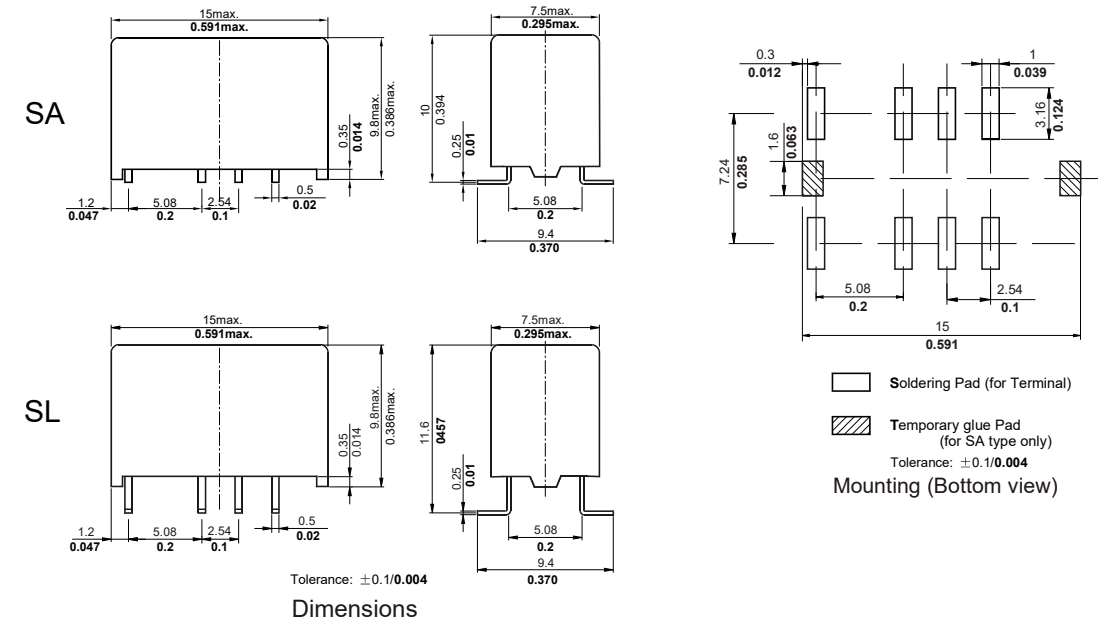 SA
15max.
0.591max.
9.8max.
0.386max.
0.35
0.014
1.2
0.047
5.08
0.2
2.54
0.1
0.5
0.02
7.5max.
0.295max.
10
0.394
0.25
0.01
5.08
0.2
9.4
0.370
SL
15max.
0.591max.
9.8max.
0.386max.
0.35
0.014
1.2
0.047
5.08
0.2
2.54
0.1
0.5
0.02
7.5max.
0.295max.
11.6
0457
0.25
0.01
5.08
0.2
9.4
0.370
Tolerance: ±0.1/0.004
Dimensions
0.3
0.012
1
0.039
3.16
0.124
1.6
0.063
7.24
0.285
5.08
0.2
2.54
0.1
15
0.591
Soldering Pad (for Terminal)
Temporary glue Pad
(for SA type only)
Tolerance: ±0.1/0.004
Mounting (Bottom view)